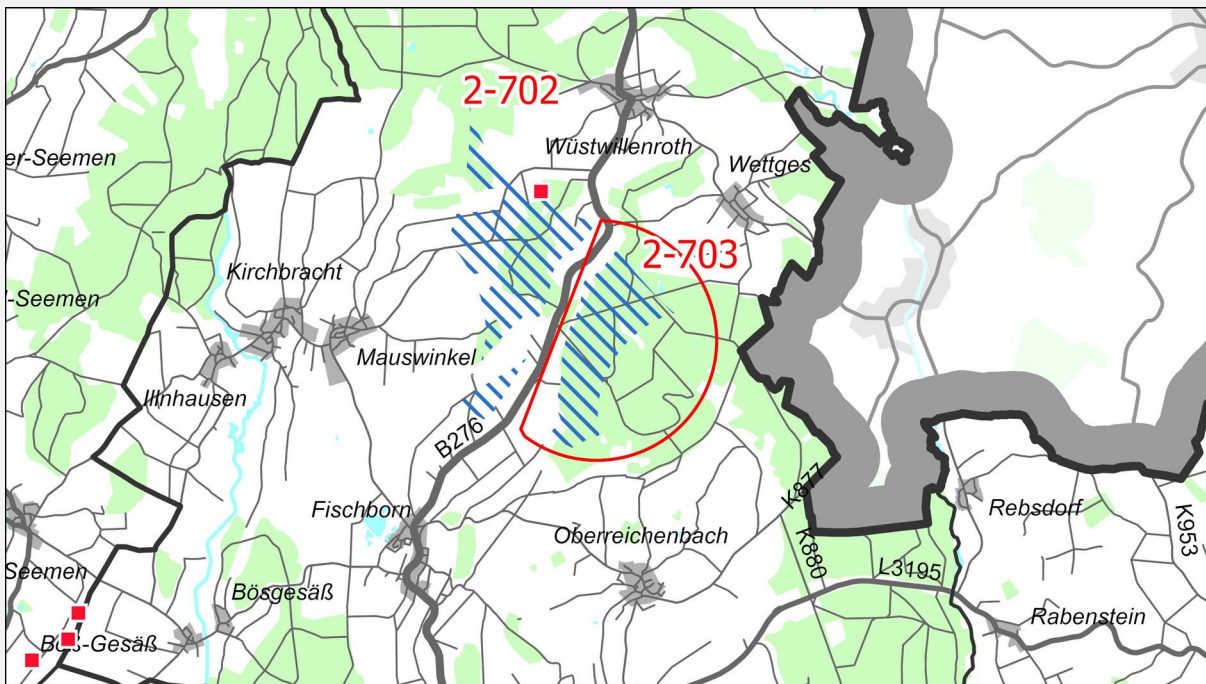 2-702
Wüstwillenroth
er-Seemen
Wettges
2-703
Kirchbracht
-Seemen
Mauswinkel
Illnhausen
B276
K877
Fischborn
Rebsdorf
Oberreichenbach
K953
K880
Seemen
L3195
Bösgesäß
Rabenstein
Böß-Gesäß